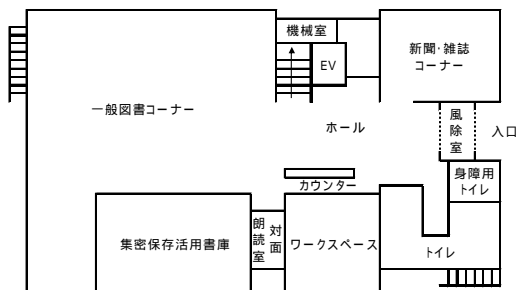 機械室
新聞・雑誌
コーナー
EV
一般図書コーナー
ホール
風除室
入口
カウンター
身障用
トイレ
集密保存活用書庫
対面
朗読室
ワークスペース
トイレ